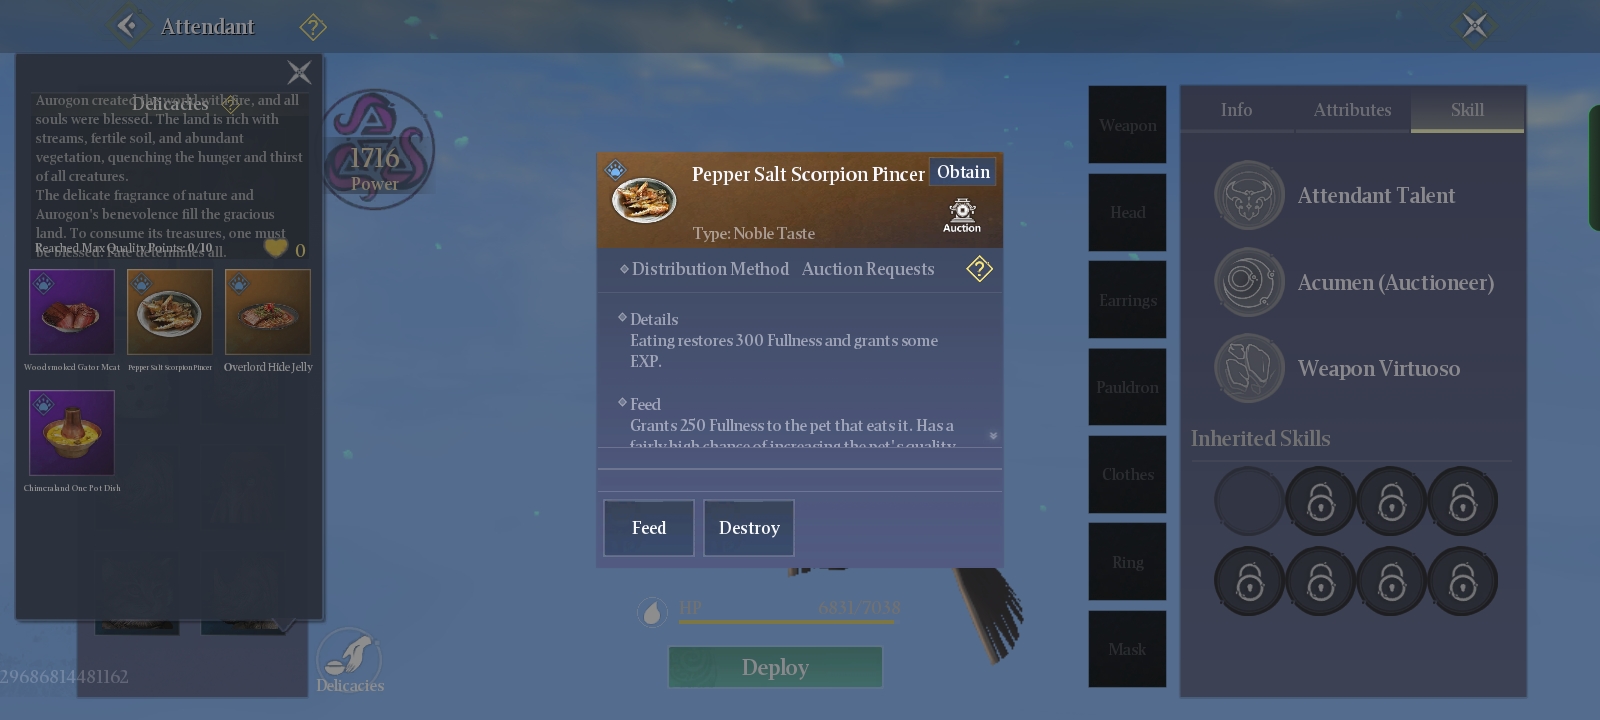 Attendant
Delicacies
Aurogon created the world with fire, and all
souls were blessed. The land is rich with
streams, fertile soil, and abundant
vegetation, quenching the hunger and thirst
of all creatures.
The delicate fragrance of nature and
Aurogon's benevolence fill the gracious
land. To consume its treasures, one must
be blessed. Fate determines all.
Reached Max Quality Points: 0/10
0
Woodsmoked Gator Meat
Pepper Salt Scorpion Pincer
Overlord Hide Jelly
Chimeraland One Pot Dish
29686814481162
1716
Power
Delicacies
Pepper Salt Scorpion Pincer
Obtain
Auction
Type: Noble Taste
Distribution Method Auction Requests
Details
Eating restores 300 Fullness and grants some
EXP.
Feed
Grants 250 Fullness to the pet that eats it. Has a
fairly high chance of increasing the pet's quality
Feed
Destroy
HP
6831/7038
Deploy
Weapon
Head
Earrings
Pauldron
Clothes
Ring
Mask
Info
Attributes
Skill
Attendant Talent
Acumen (Auctioneer)
Weapon Virtuoso
Inherited Skills